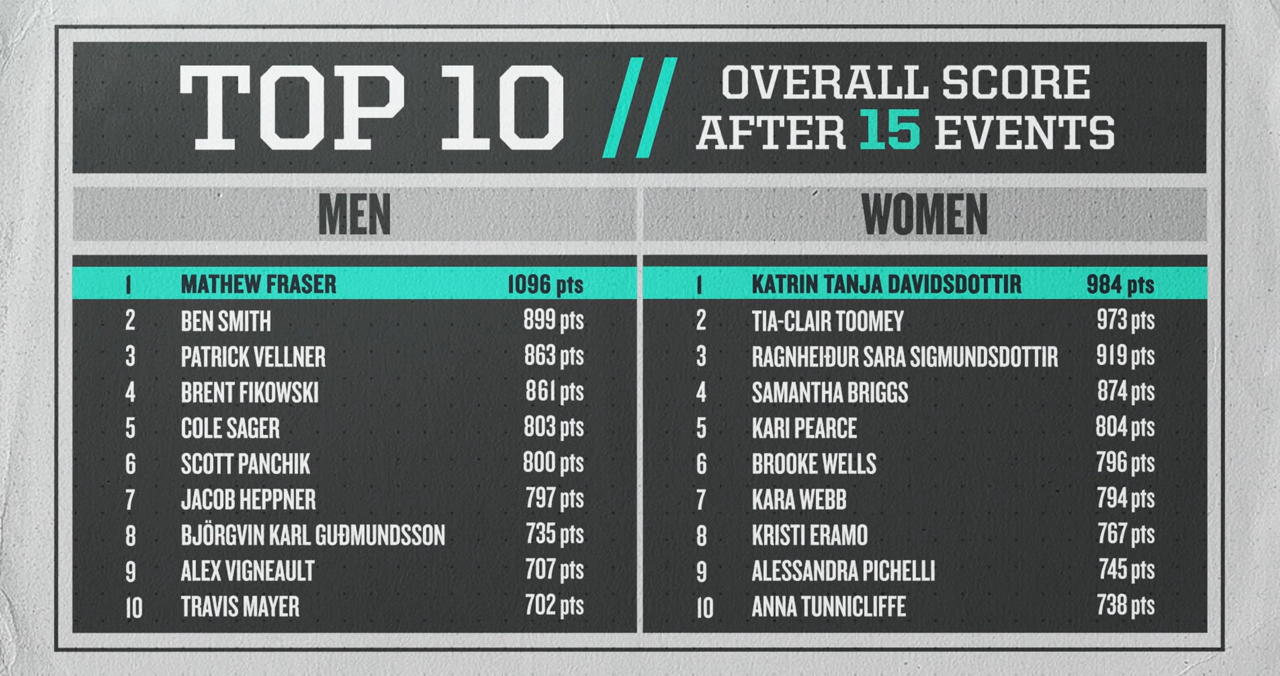 TOP 10 // OVERALL SCORE
AFTER 15 EVENTS
MEN
1 MATHEW FRASER 1096 pts
2 BEN SMITH 899 pts
3 PATRICK VELLNER 863 pts
4 BRENT FIKOWSKI 861 pts
5 COLE SAGER 803 pts
6 SCOTT PANCHIK 800 pts
7 JACOB HEPPNER 797 pts
8 BJÖRGVIN KARL GUÐMUNDSSON 735 pts
9 ALEX VIGNEAULT 707 pts
10 TRAVIS MAYER 702 pts
WOMEN
1 KATRIN TANJA DAVIDSDOTTIR 984 pts
2 TIA-CLAIR TOOMEY 973 pts
3 RAGNHEIÐUR SARA SIGMUNDSDOTTIR 919 pts
4 SAMANTHA BRIGGS 874 pts
5 KARI PEARCE 804 pts
6 BROOKE WELLS 796 pts
7 KARA WEBB 794 pts
8 KRISTI ERAMO 767 pts
9 ALESSANDRA PICHELLI 745 pts
10 ANNA TUNNICLIFFE 738 pts